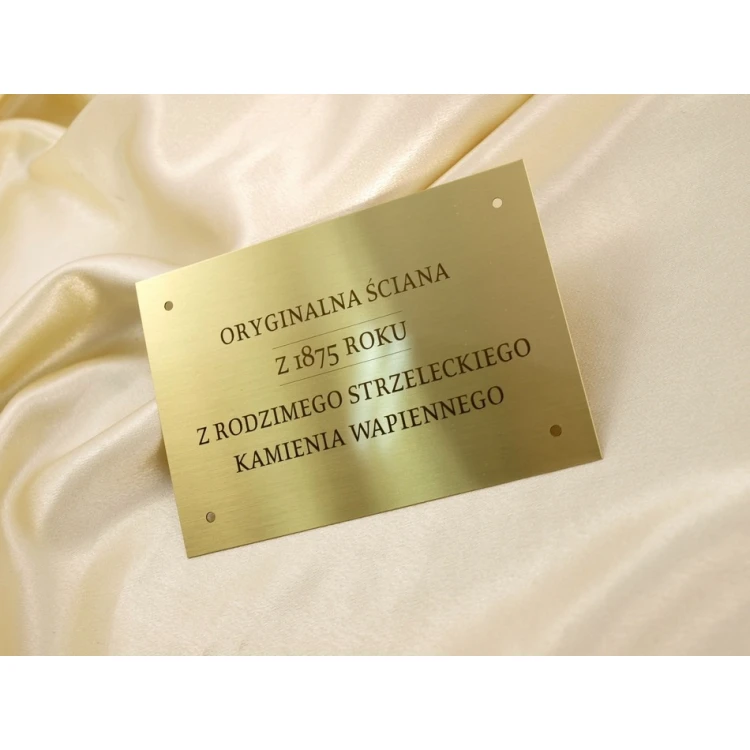 ORYGINALNA ŚCIANA
Z 1875 ROKU
Z RODZIMEGO STRZELECKIEGO
KAMIENIA WAPIENNEGO